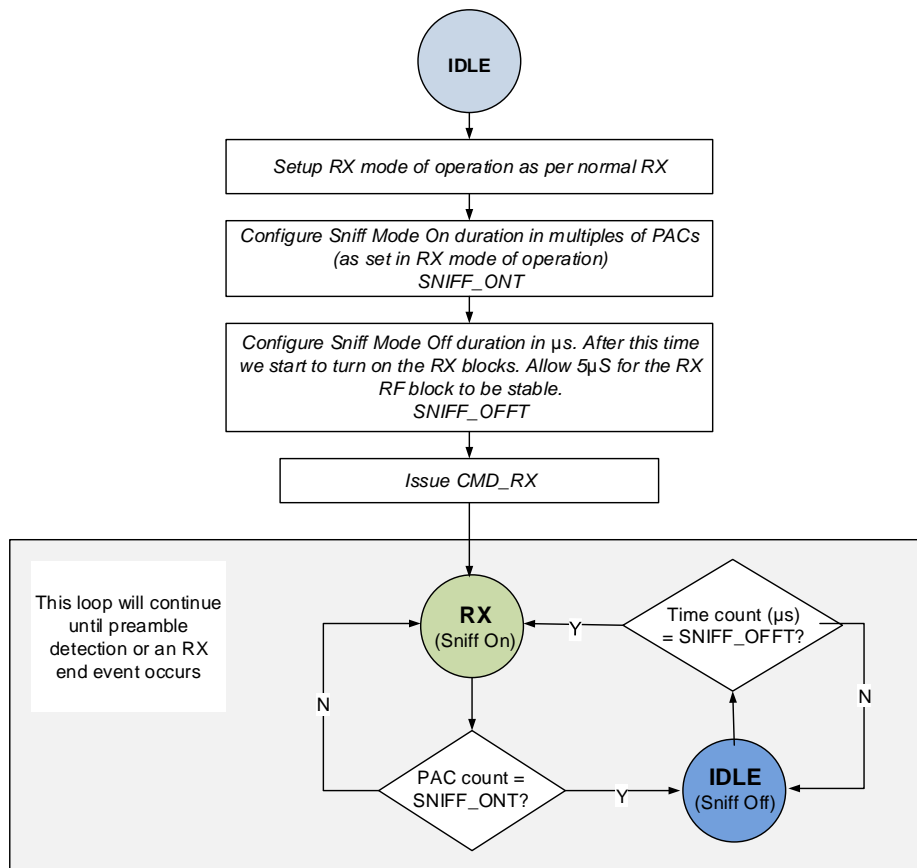 IDLE
Setup RX mode of operation as per normal RX
Configure Sniff Mode On duration in multiples of PACs
(as set in RX mode of operation)
SNIFF_ONT
Configure Sniff Mode Off duration in µs. After this time
we start to turn on the RX blocks. Allow 5µS for the RX
RF block to be stable.
SNIFF_OFFT
Issue CMD_RX
This loop will continue
until preamble
detection or an RX
end event occurs
RX
(Sniff On)
Time count (µs)
= SNIFF_OFFT?
Y
N
N
PAC count =
SNIFF_ONT?
Y
IDLE
(Sniff Off)